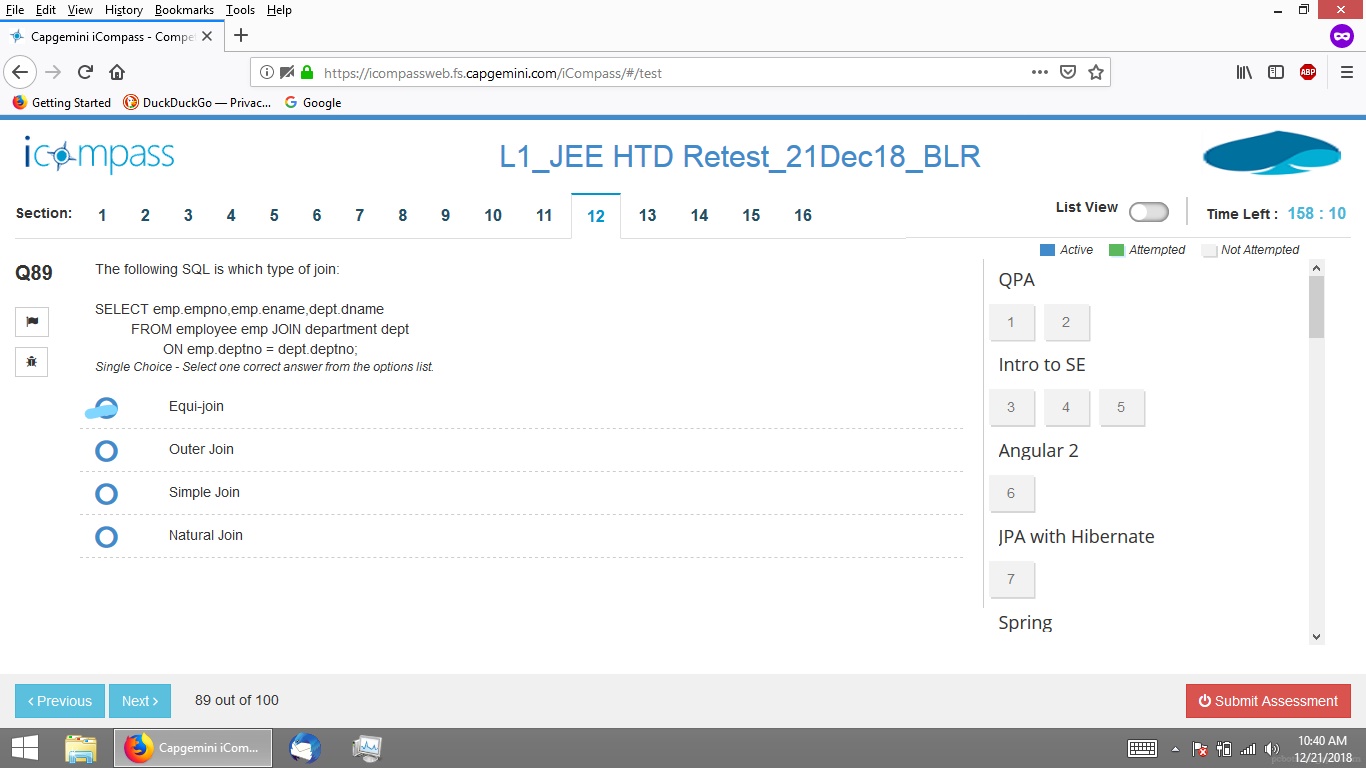 File Edit View History Bookmarks Tools Help
Capgemini iCompass - Compet
https://icompassweb.fs.capgemini.com/iCompass/#/test
ABP
Getting Started DuckDuckGo — Privac... Google
icompass
L1_JEE HTD Retest_21Dec18_BLR
Section: 1 2 3 4 5 6 7 8 9 10 11 12 13 14 15 16
List View
Time Left : 158 : 10
Active Attempted Not Attempted
Q89
The following SQL is which type of join:
SELECT emp.empno,emp.ename,dept.dname
FROM employee emp JOIN department dept
ON emp.deptno = dept.deptno;
Single Choice - Select one correct answer from the options list.
Equi-join
Outer Join
Simple Join
Natural Join
QPA
1 2
Intro to SE
3 4 5
Angular 2
6
JPA with Hibernate
7
Spring
‹ Previous Next › 89 out of 100
Submit Assessment
Capgemini iCom...
10:40 AM
12/21/2018